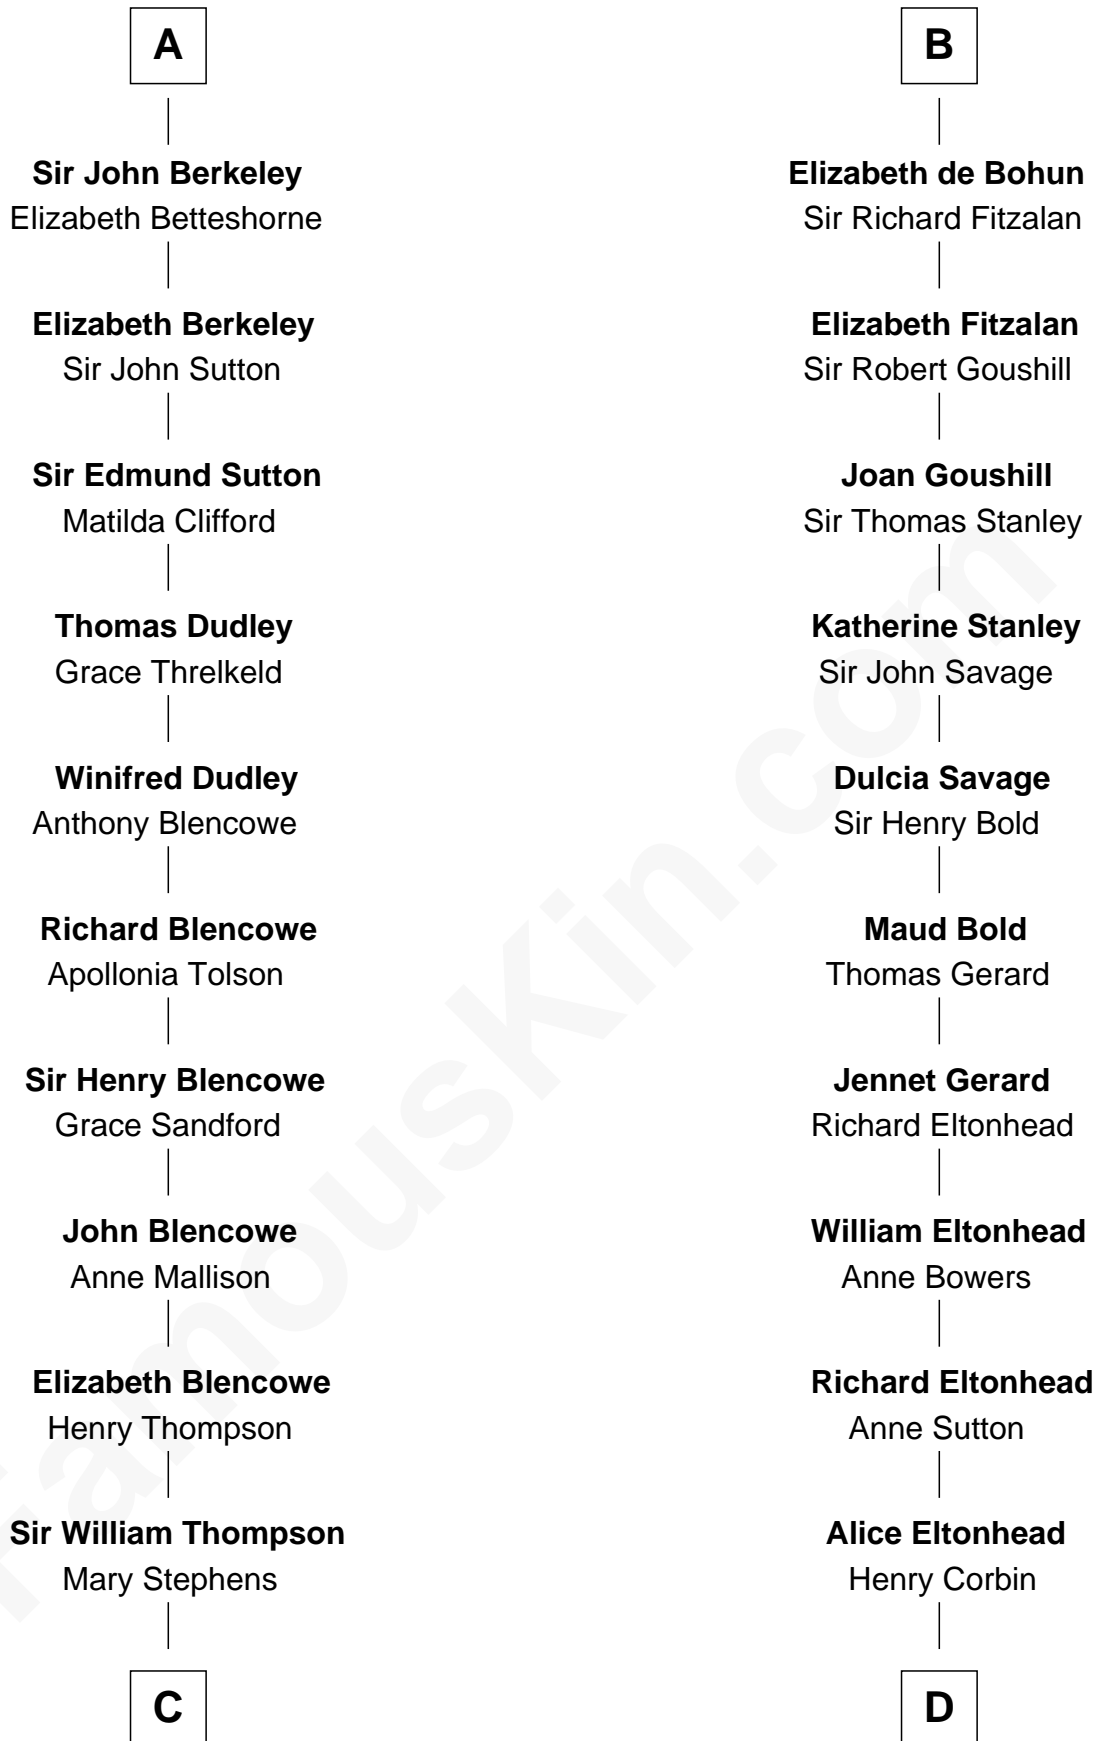 A
Sir John Berkeley
Elizabeth Betteshorne
Elizabeth Berkeley
Sir John Sutton
Sir Edmund Sutton
Matilda Clifford
Thomas Dudley
Grace Threlkeld
Winifred Dudley
Anthony Blencowe
Richard Blencowe
Apollonia Tolson
Sir Henry Blencowe
Grace Sandford
John Blencowe
Anne Mallison
Elizabeth Blencowe
Henry Thompson
Sir William Thompson
Mary Stephens
C
B
Elizabeth de Bohun
Sir Richard Fitzalan
Elizabeth Fitzalan
Sir Robert Goushill
Joan Goushill
Sir Thomas Stanley
Katherine Stanley
Sir John Savage
Dulcia Savage
Sir Henry Bold
Maud Bold
Thomas Gerard
Jennet Gerard
Richard Eltonhead
William Eltonhead
Anne Bowers
Richard Eltonhead
Anne Sutton
Alice Eltonhead
Henry Corbin
D
FamousKin.com